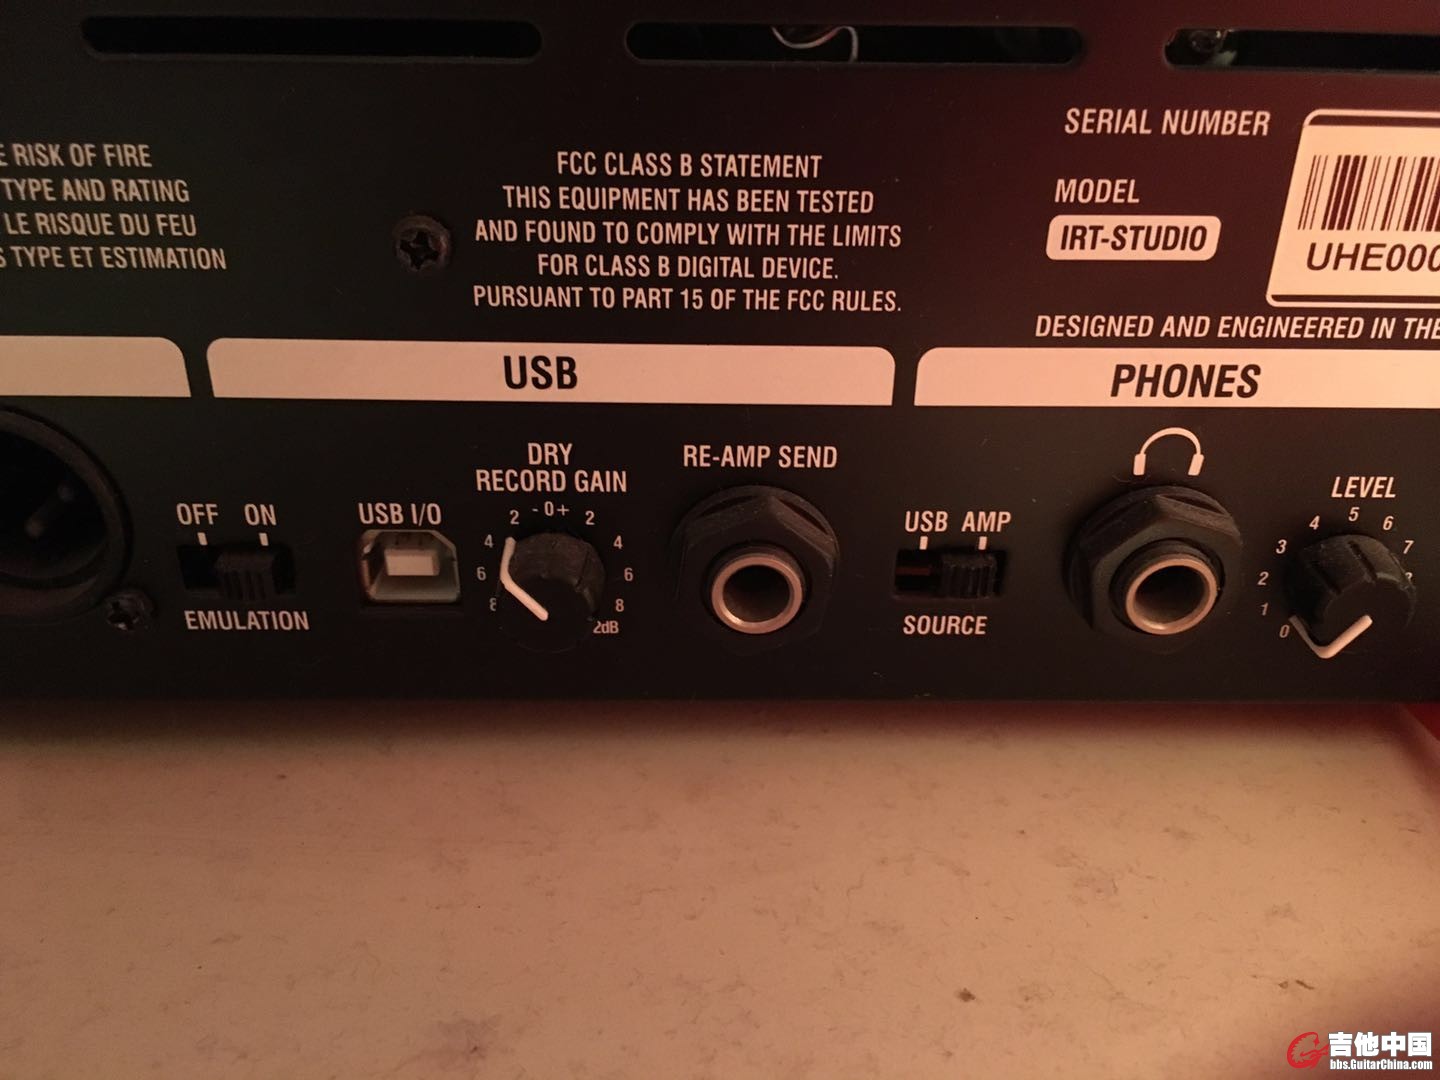 E RISK OF FIRE
TYPE AND RATING
LE RISQUE DU FEU
S TYPE ET ESTIMATION
FCC CLASS B STATEMENT
THIS EQUIPMENT HAS BEEN TESTED
AND FOUND TO COMPLY WITH THE LIMITS
FOR CLASS B DIGITAL DEVICE.
PURSUANT TO PART 15 OF THE FCC RULES.
SERIAL NUMBER
MODEL
IRT-STUDIO
UHE000
DESIGNED AND ENGINEERED IN THE
USB
PHONES
OFF ON
EMULATION
USB I/O
DRY
RECORD GAIN
2 - 0 + 2
4 4
6 6
8 8
2dB
RE-AMP SEND
USB AMP
SOURCE
LEVEL
0 1 2 3 4 5 6 7 8
吉他中国
bbs.GuitarChina.com